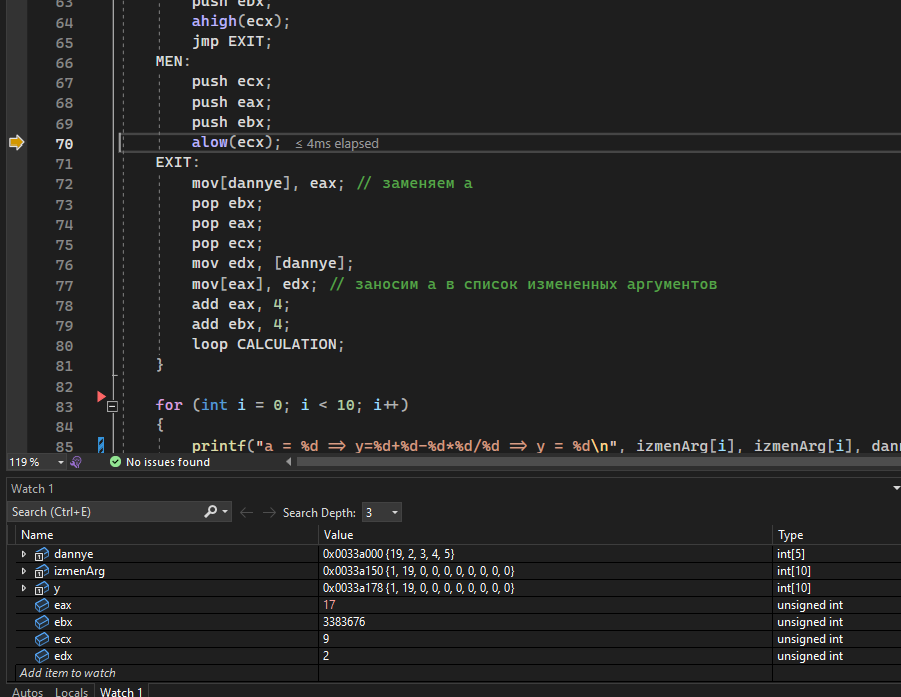 63 push ebx;
64 ahigh(ecx);
65 jmp EXIT;
66 MEN:
67 push ecx;
68 push eax;
69 push ebx;
70 alow(ecx); ≤ 4ms elapsed
71 EXIT:
72 mov[dannye], eax; // заменяем а
73 pop ebx;
74 pop eax;
75 pop ecx;
76 mov edx, [dannye];
77 mov[eax], edx; // заносим а в список измененных аргументов
78 add eax, 4;
79 add ebx, 4;
80 loop CALCULATION;
81 }
82
83 for (int i = 0; i < 10; i++)
84 {
85 printf("a = %d => y=%d+%d-%d*%d/%d => y = %d\n", izmenArg[i], izmenArg[i], dan
119 % No issues found
Watch 1
Search (Ctrl+E) Search Depth: 3
Name Value Type
dannye 0x0033a000 {19, 2, 3, 4, 5} int[5]
izmenArg 0x0033a150 {1, 19, 0, 0, 0, 0, 0, 0, 0, 0} int[10]
y 0x0033a178 {1, 19, 0, 0, 0, 0, 0, 0, 0, 0} int[10]
eax 17 unsigned int
ebx 3383676 unsigned int
ecx 9 unsigned int
edx 2 unsigned int
Add item to watch
Autos Locals Watch 1